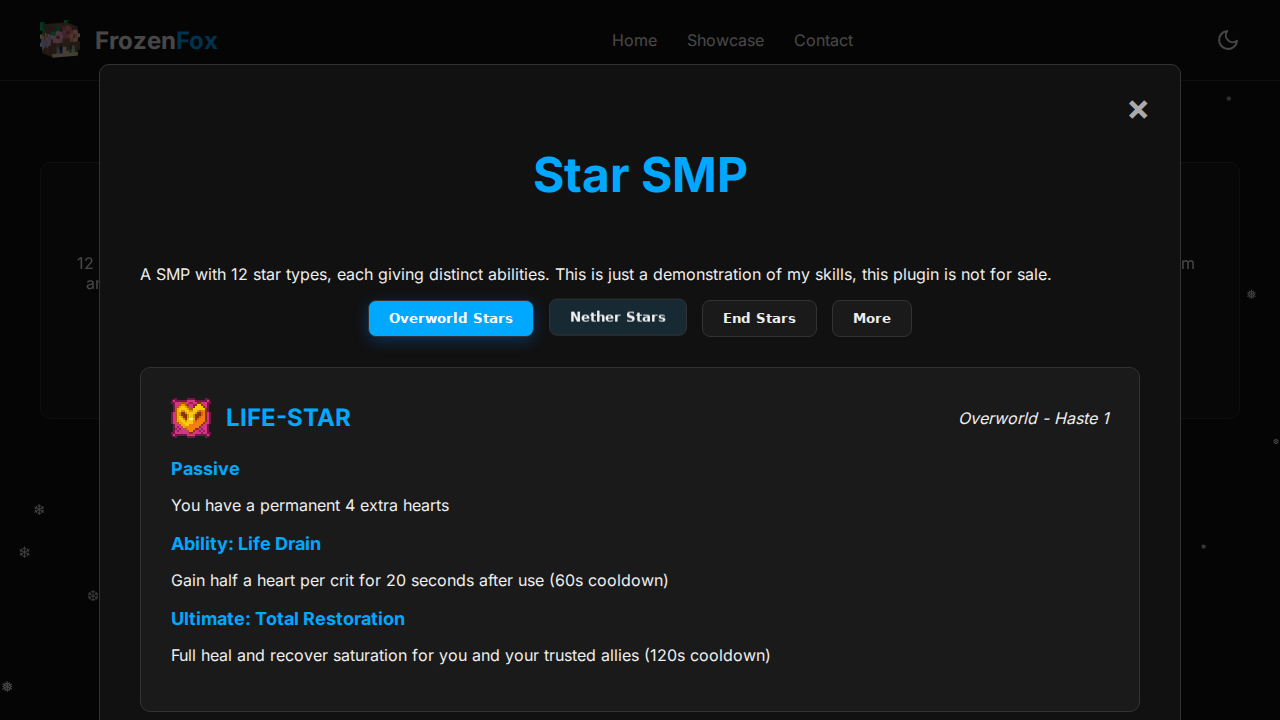 FrozenFox
Home Showcase Contact
×
Star SMP
12
m
ar
A SMP with 12 star types, each giving distinct abilities. This is just a demonstration of my skills, this plugin is not for sale.
Overworld Stars Nether Stars End Stars More
LIFE-STAR
Overworld - Haste 1
Passive
You have a permanent 4 extra hearts
Ability: Life Drain
Gain half a heart per crit for 20 seconds after use (60s cooldown)
Ultimate: Total Restoration
Full heal and recover saturation for you and your trusted allies (120s cooldown)